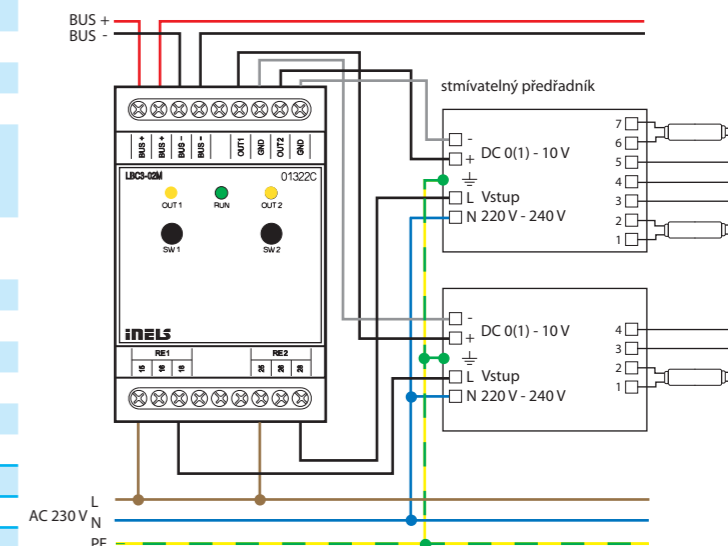 BUS +
BUS -
BUS +
BUS +
BUS -
BUS -
OUT1
GND
OUT2
GND
LBC3-02M
01322C
OUT 1
RUN
OUT 2
SW 1
SW 2
iNELS
RE1
RE2
15
16
18
25
26
28
stmívatelný předřadník
-
+
DC 0(1) - 10 V
L Vstup
N 220 V - 240 V
7
6
5
4
3
2
1
-
+
DC 0(1) - 10 V
L Vstup
N 220 V - 240 V
4
3
2
1
AC 230 V
L
N
PE